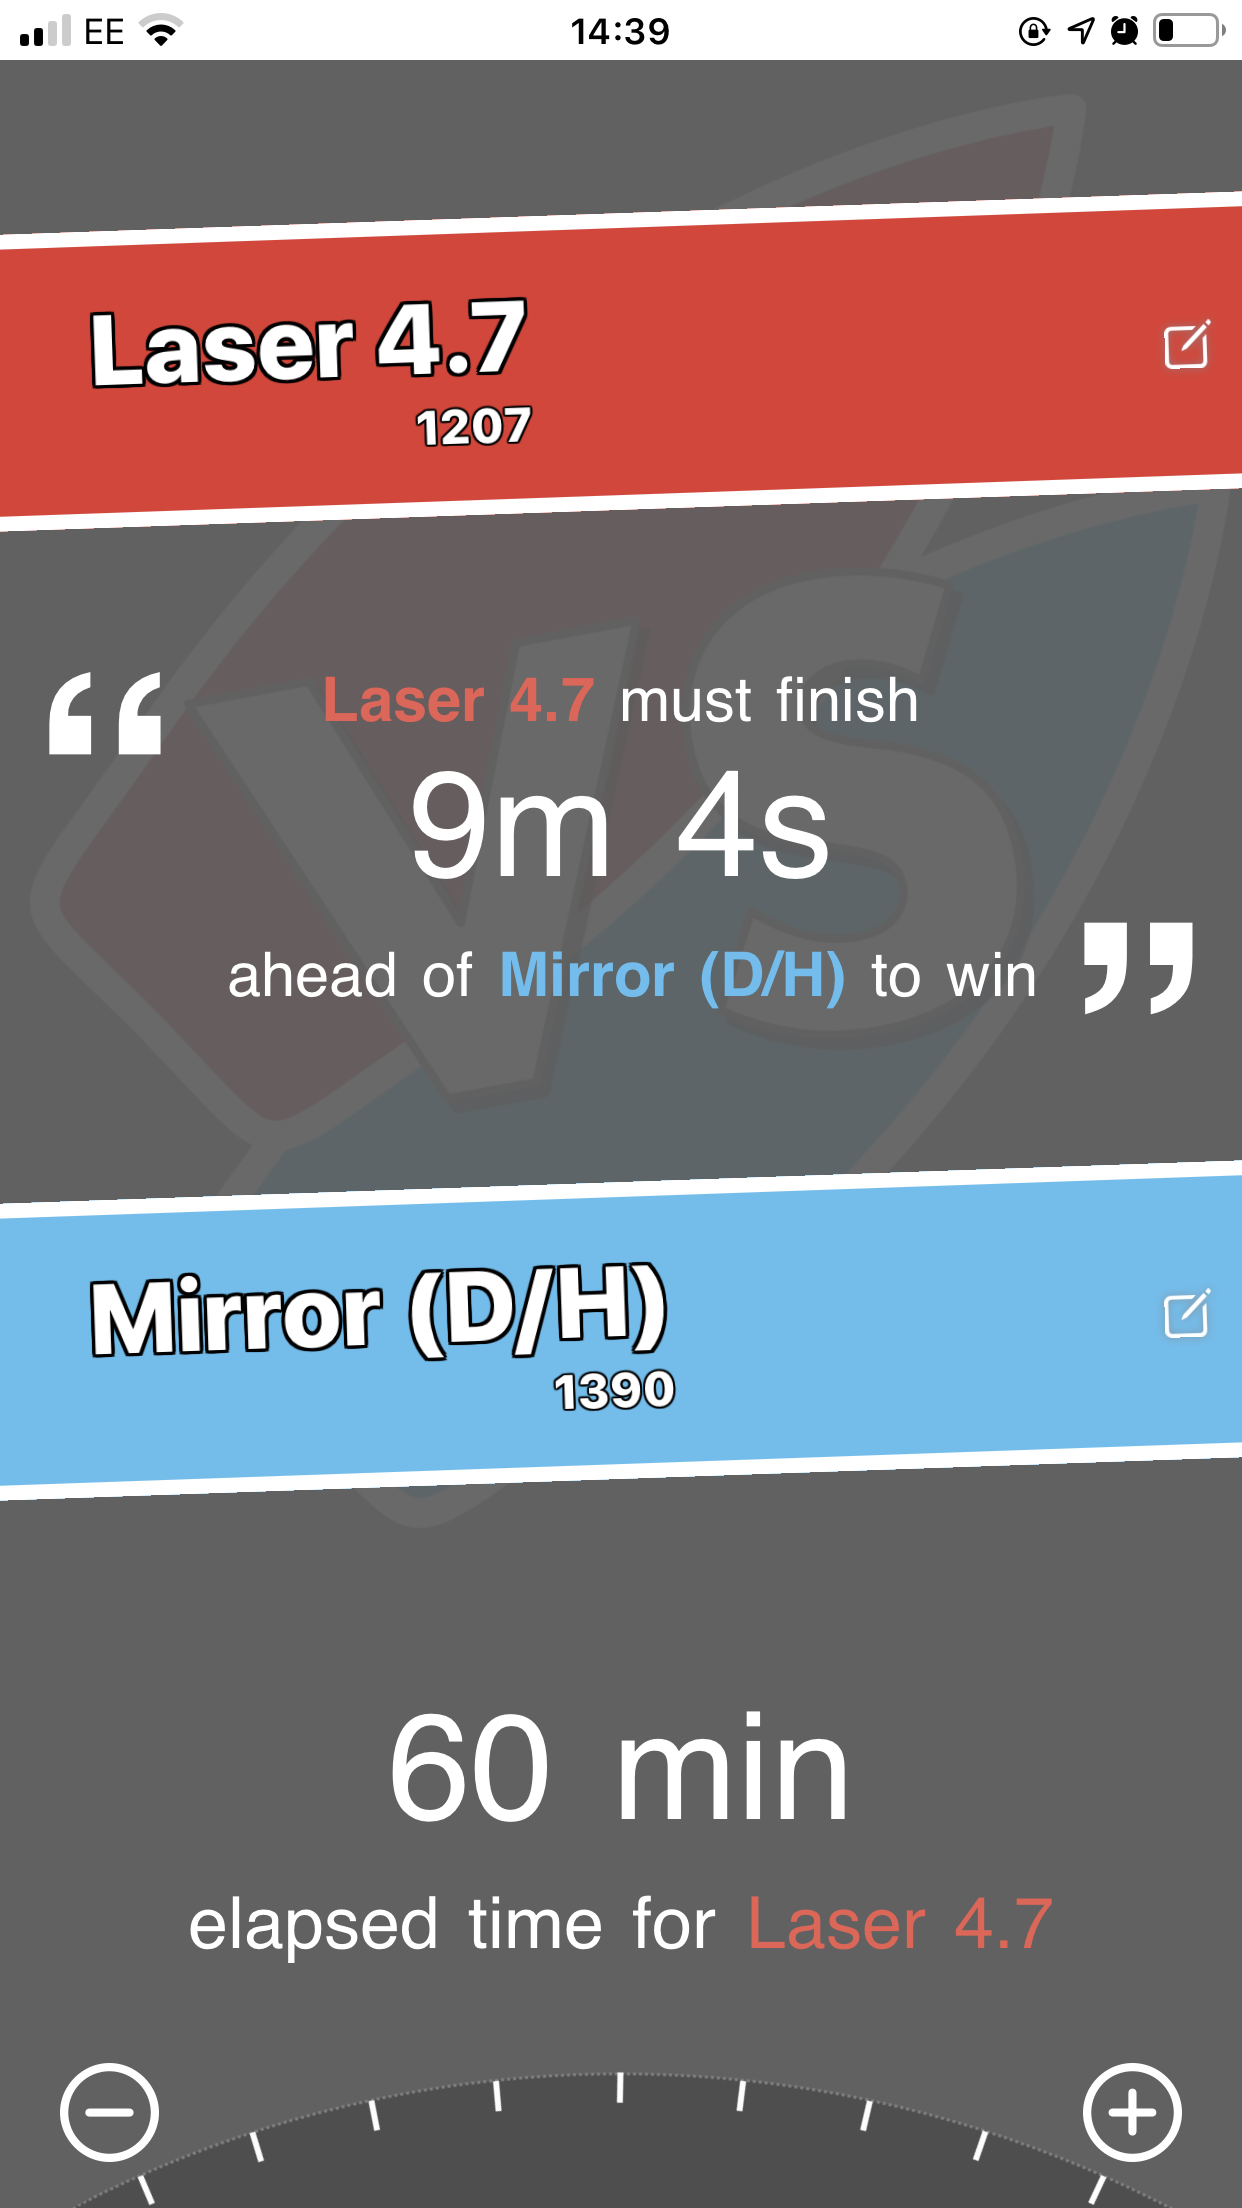 EE 14:39
Laser 4.7
1207
“ Laser 4.7 must finish
9m 4s
ahead of Mirror (D/H) to win ”
Mirror (D/H)
1390
60 min
elapsed time for Laser 4.7
VS